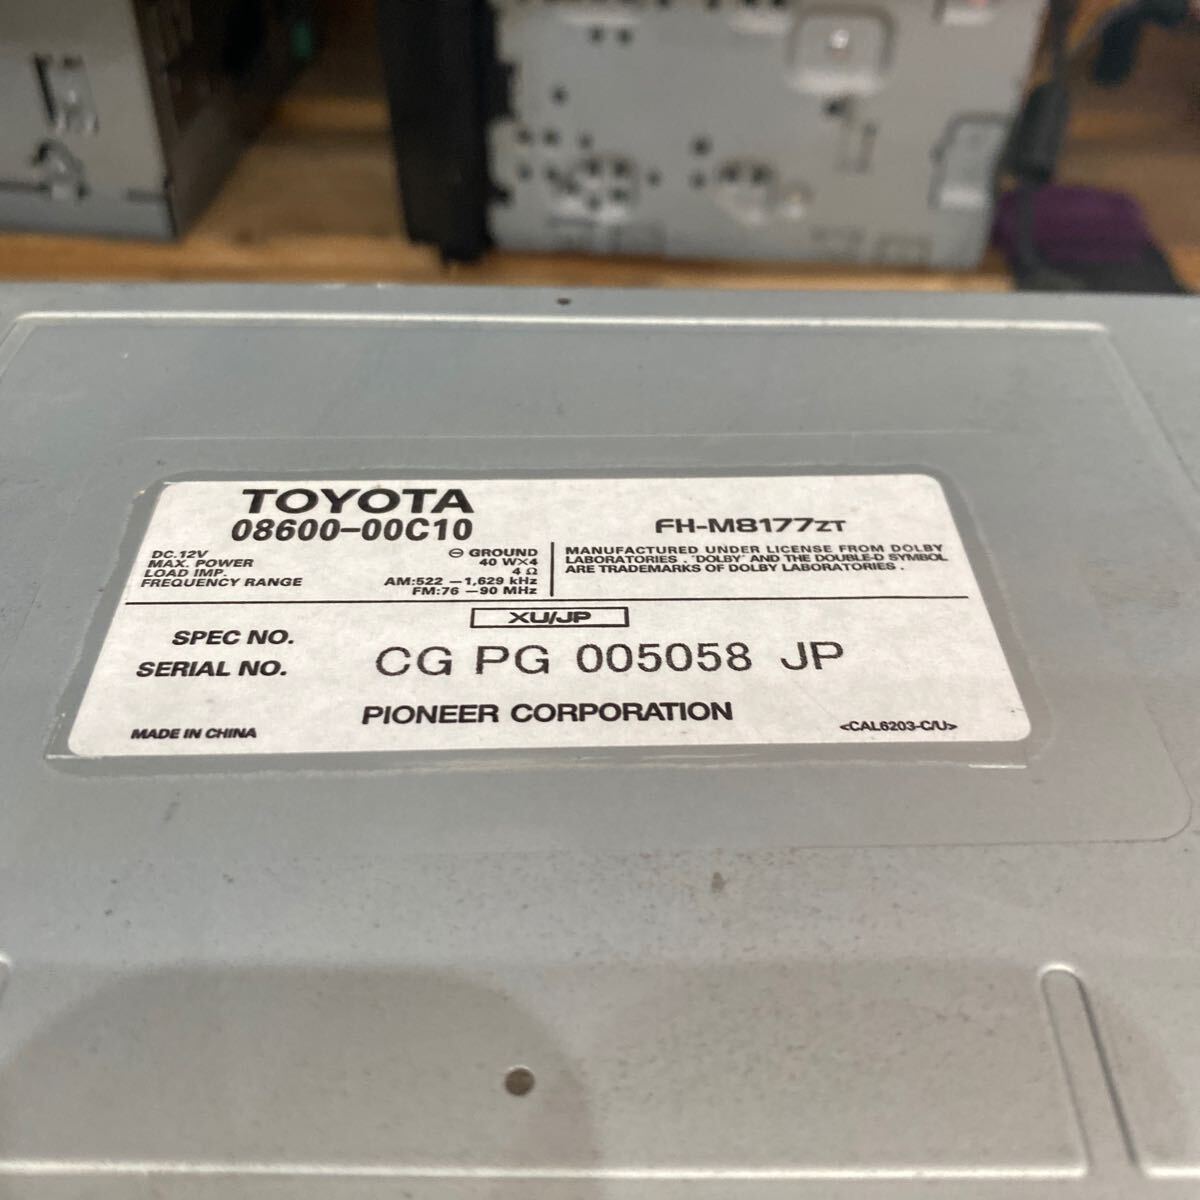 TOYOTA
08600-00C10
FH-M8177ZT
DC.12V ⊖ GROUND
MAX. POWER 40 W×4
LOAD IMP. 4 Ω
FREQUENCY RANGE AM:522 –1,629 kHz
FM:76 –90 MHz
MANUFACTURED UNDER LICENSE FROM DOLBY
LABORATORIES . "DOLBY" AND THE DOUBLE-D SYMBOL
ARE TRADEMARKS OF DOLBY LABORATORIES .
XU/JP
SPEC NO.
SERIAL NO. CG PG 005058 JP
PIONEER CORPORATION
MADE IN CHINA
<CAL6203-C/U>